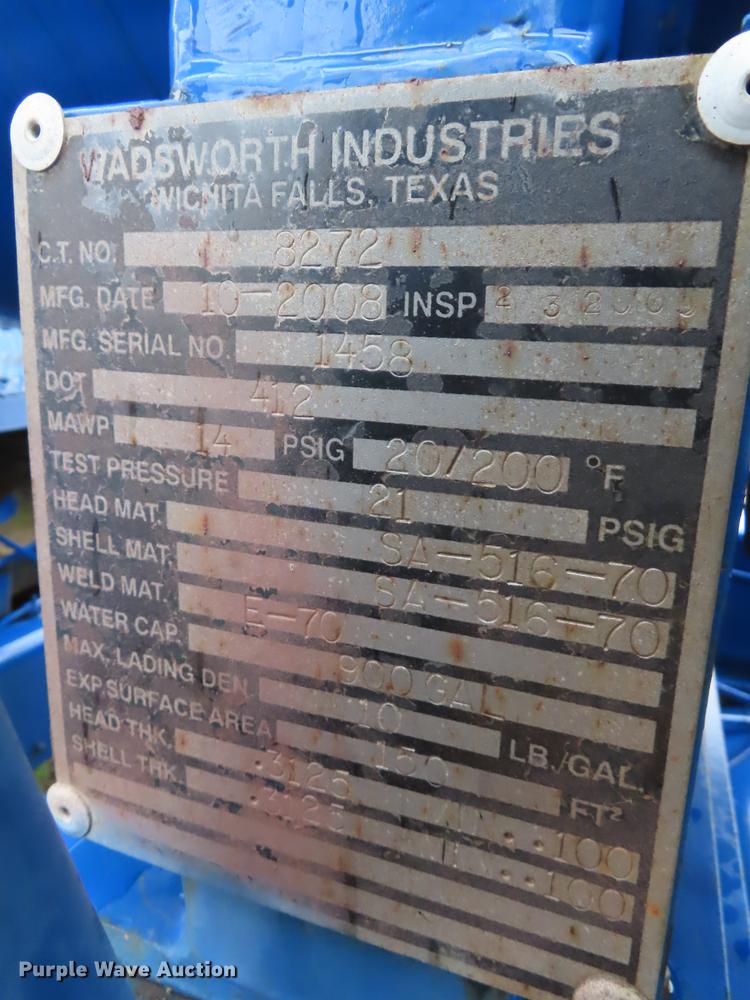 WADSWORTH INDUSTRIES
WICHITA FALLS, TEXAS
C.T. NO. 8272
MFG. DATE 10-2008 INSP
MFG. SERIAL NO. 1458
DOT 412
MAWP 14 PSIG 20/200 °F
TEST PRESSURE 21 PSIG
HEAD MAT. SA-516-70
SHELL MAT. SA-516-70
WELD MAT. E-70
WATER CAP. 900 GAL
MAX. LADING DEN. 10 LB./GAL.
EXP. SURFACE AREA 150 FT²
HEAD THK. .3125 .100
SHELL THK. .3125 .100
Purple Wave Auction